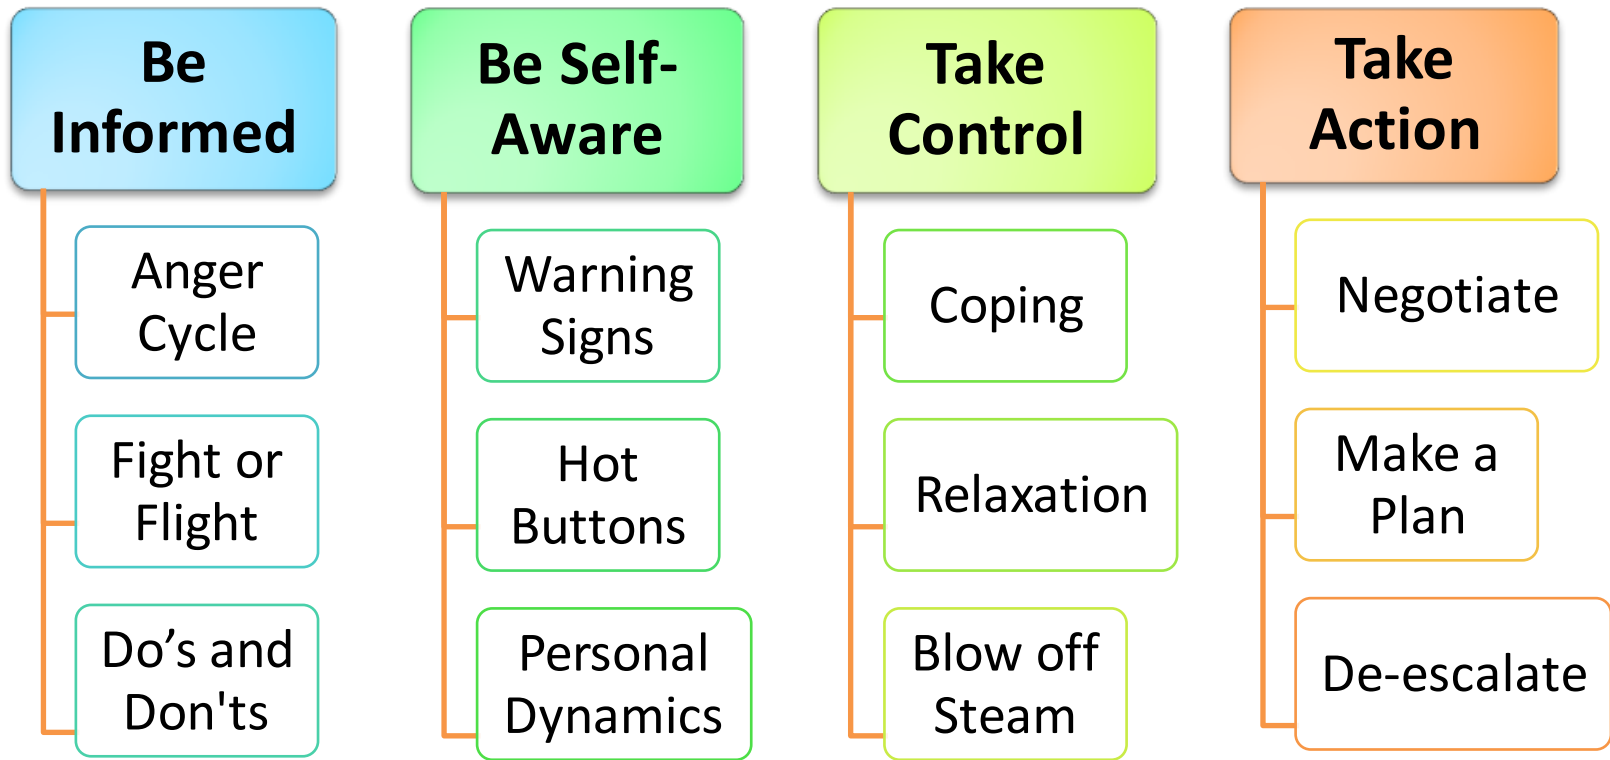 Be
Informed
Anger
Cycle
Fight or
Flight
Do’s and
Don'ts
Be Self-
Aware
Warning
Signs
Hot
Buttons
Personal
Dynamics
Take
Control
Coping
Relaxation
Blow off
Steam
Take
Action
Negotiate
Make a
Plan
De-escalate